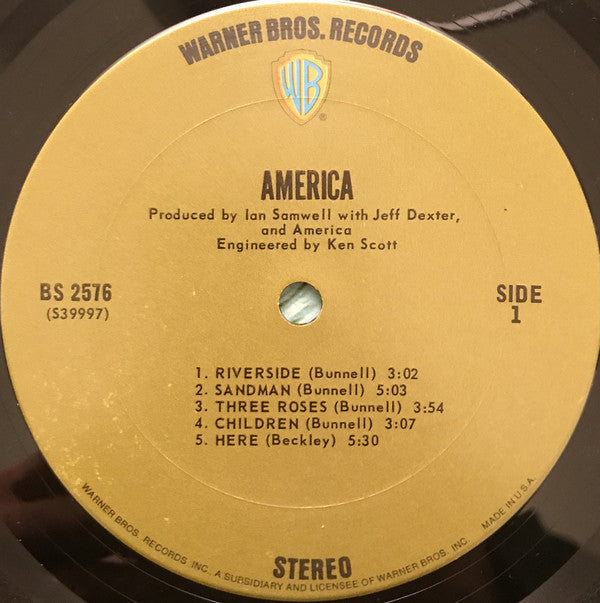 WARNER BROS. RECORDS
WB
®
AMERICA
Produced by Ian Samwell with Jeff Dexter,
and America
Engineered by Ken Scott
BS 2576
(S39997)
SIDE
1
1. RIVERSIDE (Bunnell) 3:02
2. SANDMAN (Bunnell) 5:03
3. THREE ROSES (Bunnell) 3:54
4. CHILDREN (Bunnell) 3:07
5. HERE (Beckley) 5:30
STEREO
WARNER BROS. RECORDS INC., A SUBSIDIARY AND LICENSEE OF WARNER BROS. INC. MADE IN U.S.A.